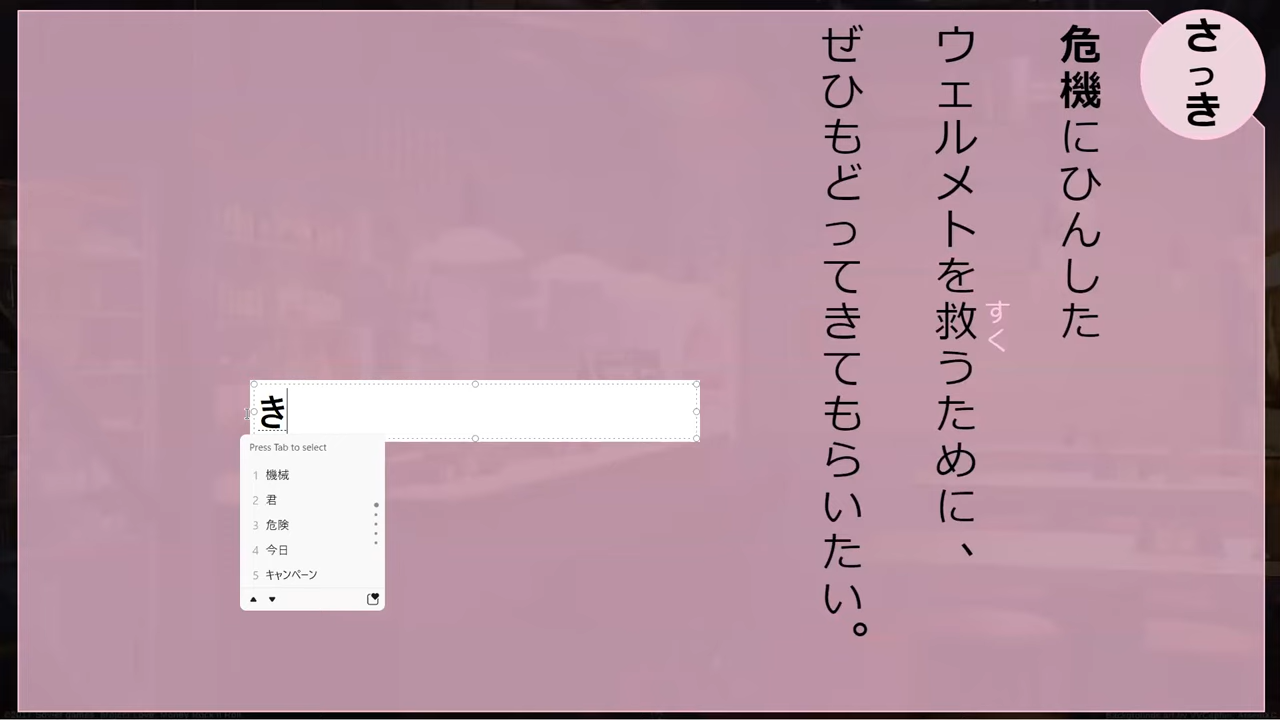 さっき
危機にひんした
ウェルメトを救うために、
すく
ぜひもどってきてもらいたい。
き
Press Tab to select
1 機械
2 君
3 危険
4 今日
5 キャンペーン